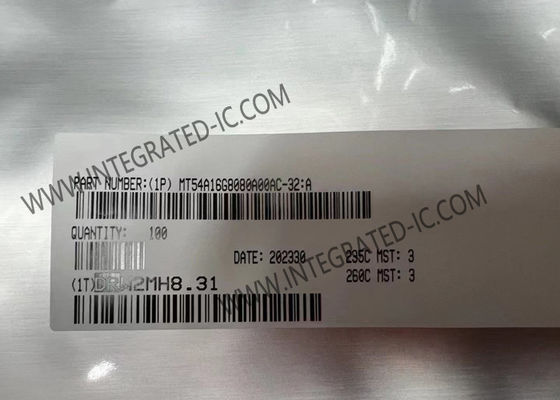 WWW.INTEGRATED-IC.COM
WWW.INTEGRATED-IC.COM
WWW.INTEGRATED-IC.COM
PART NUMBER:(1P) MT54A16G8080A00AC-32:A
QUANTITY: 100
DATE: 202330
235C MST: 3
260C MST: 3
(1T)DRW2MH8.31